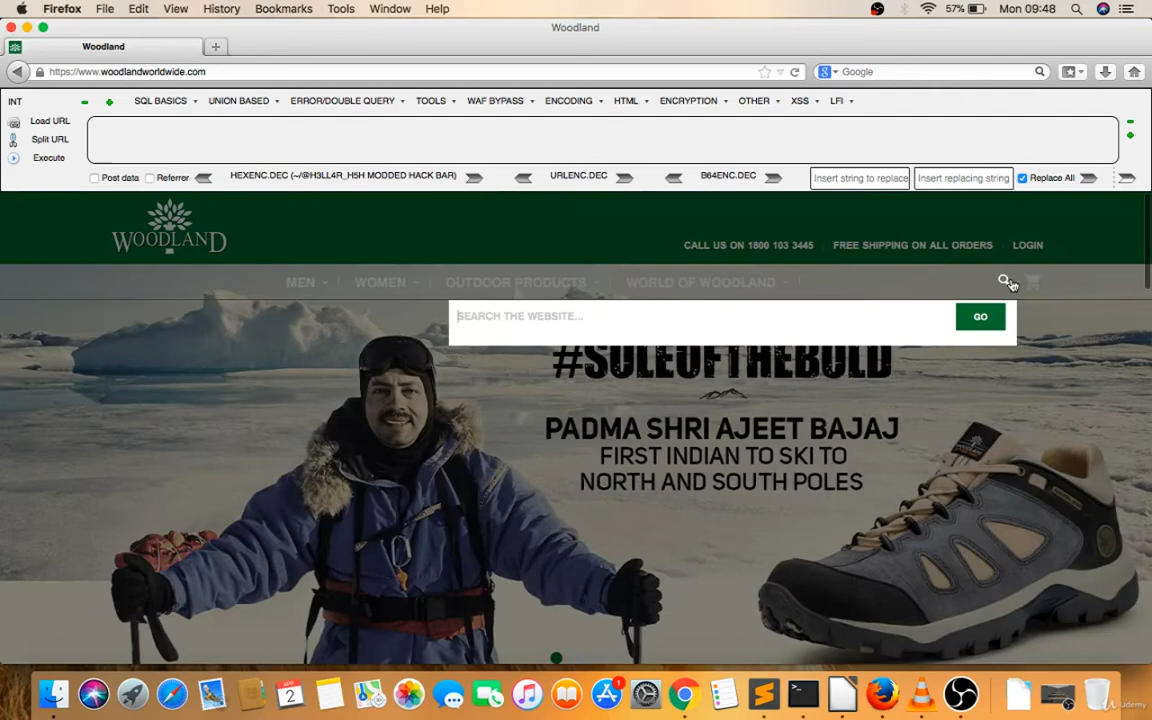 Firefox File Edit View History Bookmarks Tools Window Help 57% Mon 09:48
Woodland
Woodland
https://www.woodlandworldwide.com
Google
INT SQL BASICS UNION BASED ERROR/DOUBLE QUERY TOOLS WAF BYPASS ENCODING HTML ENCRYPTION OTHER XSS LFI
Load URL
Split URL
Execute
Post data Referrer HEXENC.DEC (~/@H3LL4R_H5H MODDED HACK BAR) URLENC.DEC B64ENC.DEC Insert string to replace Insert replacing string Replace All
WOODLAND
CALL US ON 1800 103 3445 FREE SHIPPING ON ALL ORDERS LOGIN
MEN WOMEN OUTDOOR PRODUCTS WORLD OF WOODLAND
SEARCH THE WEBSITE... GO
#SOLEOFTHEBOLD
PADMA SHRI AJEET BAJAJ
FIRST INDIAN TO SKI TO
NORTH AND SOUTH POLES
2
1
Udemy